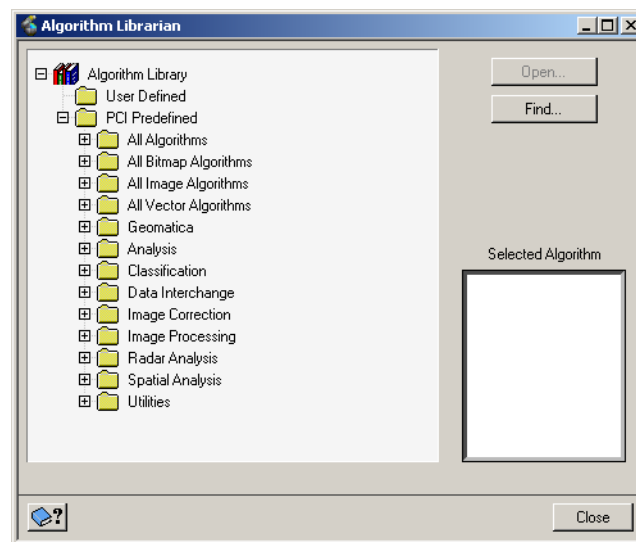 Algorithm Librarian
Algorithm Library
User Defined
PCI Predefined
All Algorithms
All Bitmap Algorithms
All Image Algorithms
All Vector Algorithms
Geomatica
Analysis
Classification
Data Interchange
Image Correction
Image Processing
Radar Analysis
Spatial Analysis
Utilities
Open...
Find...
Selected Algorithm
?
Close